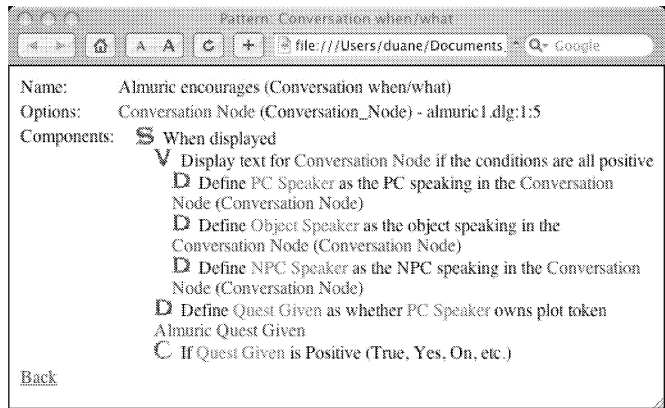 Pattern: Conversation when/what
A A C + file:///Users/duane/Documents Q Google
Name: Almuric encourages (Conversation when/what)
Options: Conversation Node (Conversation_Node) - almuric1.dlg:1:5
Components: S When displayed
V Display text for Conversation Node if the conditions are all positive
D Define PC Speaker as the PC speaking in the Conversation
Node (Conversation Node)
D Define Object Speaker as the object speaking in the
Conversation Node (Conversation Node)
D Define NPC Speaker as the NPC speaking in the Conversation
Node (Conversation Node)
D Define Quest Given as whether PC Speaker owns plot token
Almuric Quest Given
C If Quest Given is Positive (True, Yes, On, etc.)
Back